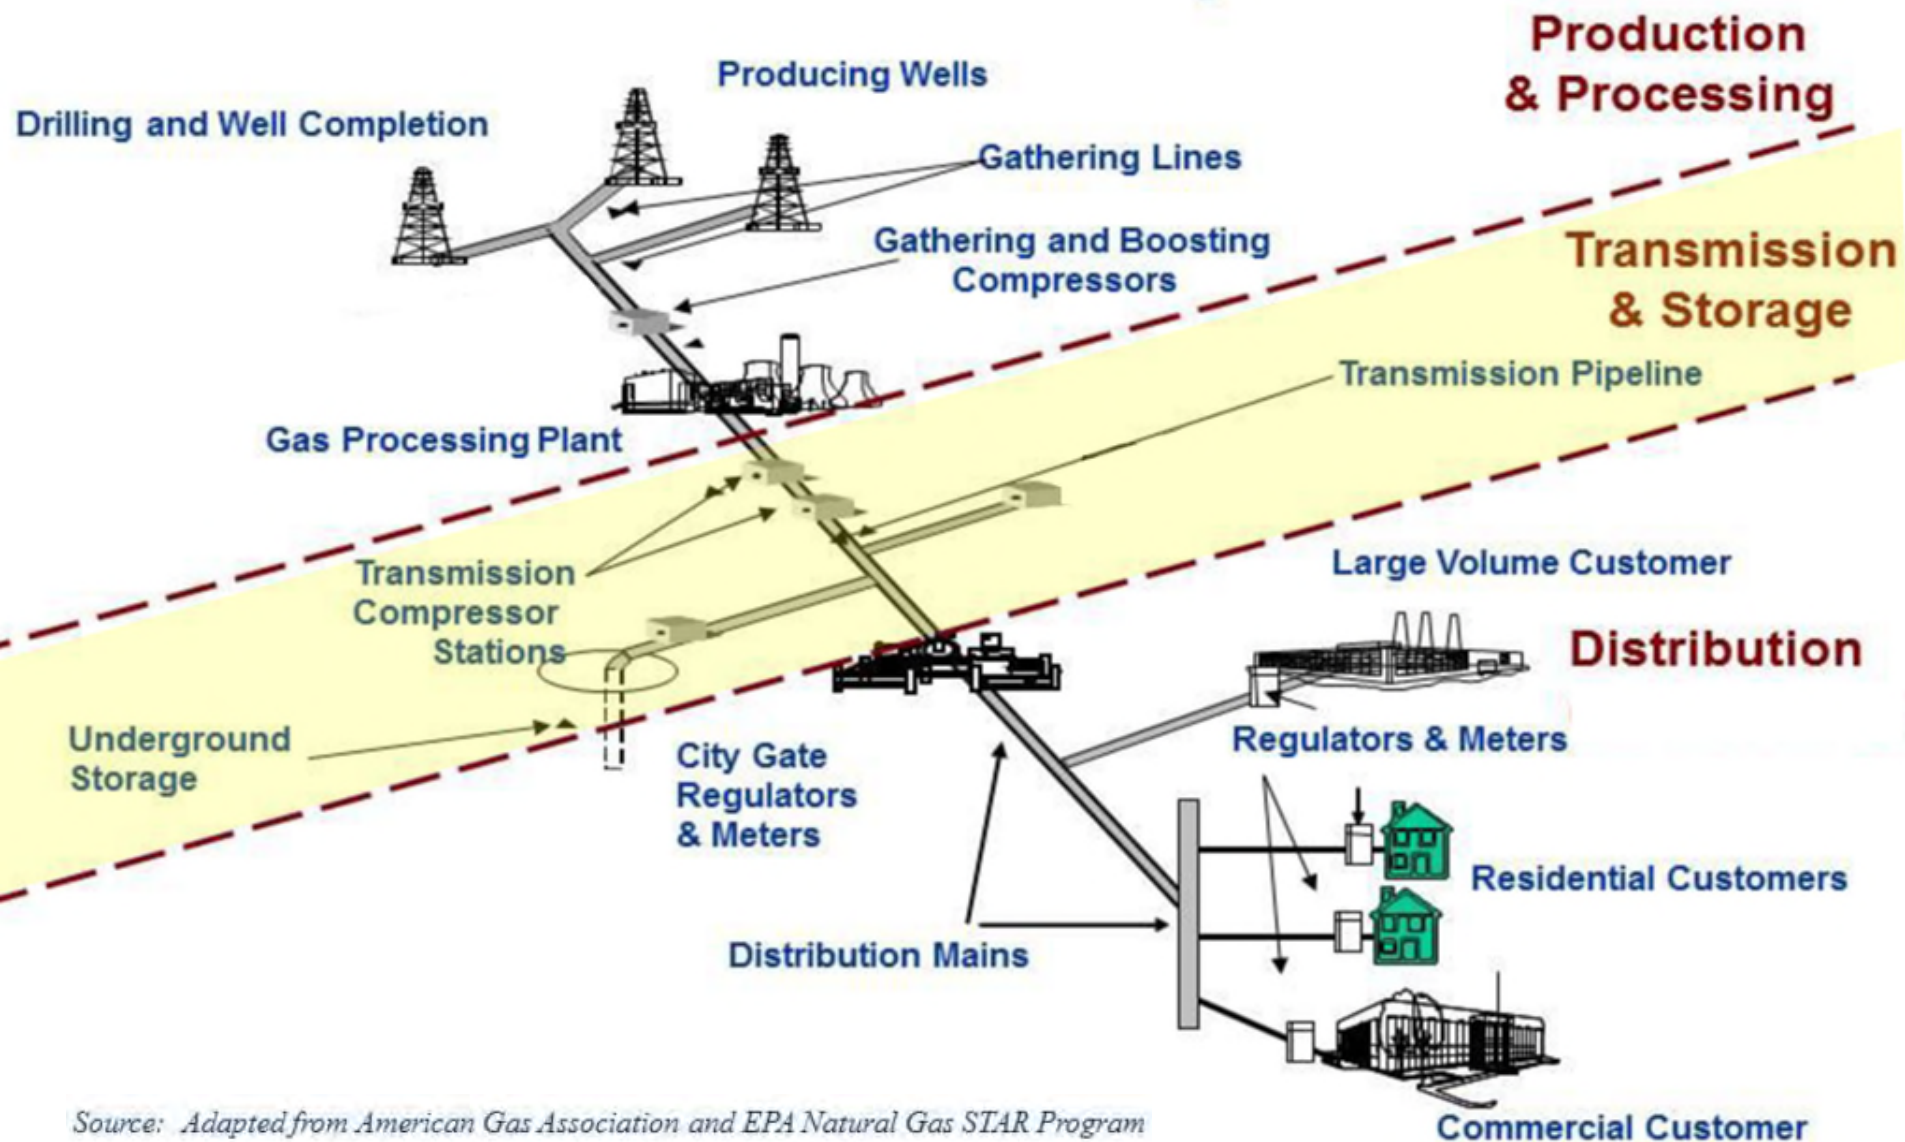 Production
& Processing
Producing Wells
Drilling and Well Completion
Gathering Lines
Gathering and Boosting
Compressors
Transmission
& Storage
Transmission Pipeline
Gas Processing Plant
Transmission
Compressor
Stations
Large Volume Customer
Distribution
Underground
Storage
City Gate
Regulators
& Meters
Regulators & Meters
Residential Customers
Distribution Mains
Commercial Customer
Source: Adapted from American Gas Association and EPA Natural Gas STAR Program